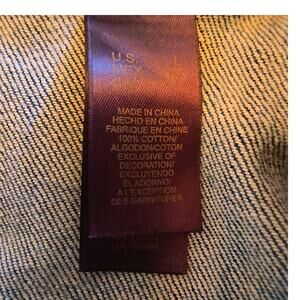 U.S.
MADE IN CHINA
HECHO EN CHINA
FABRIQUE EN CHINE
100% COTTON/
ALGODON/COTON
EXCLUSIVE OF
DECORATION/
EXCLUYENDO
EL ADORNO/
A L'EXCEPTION
DES GARNITURES